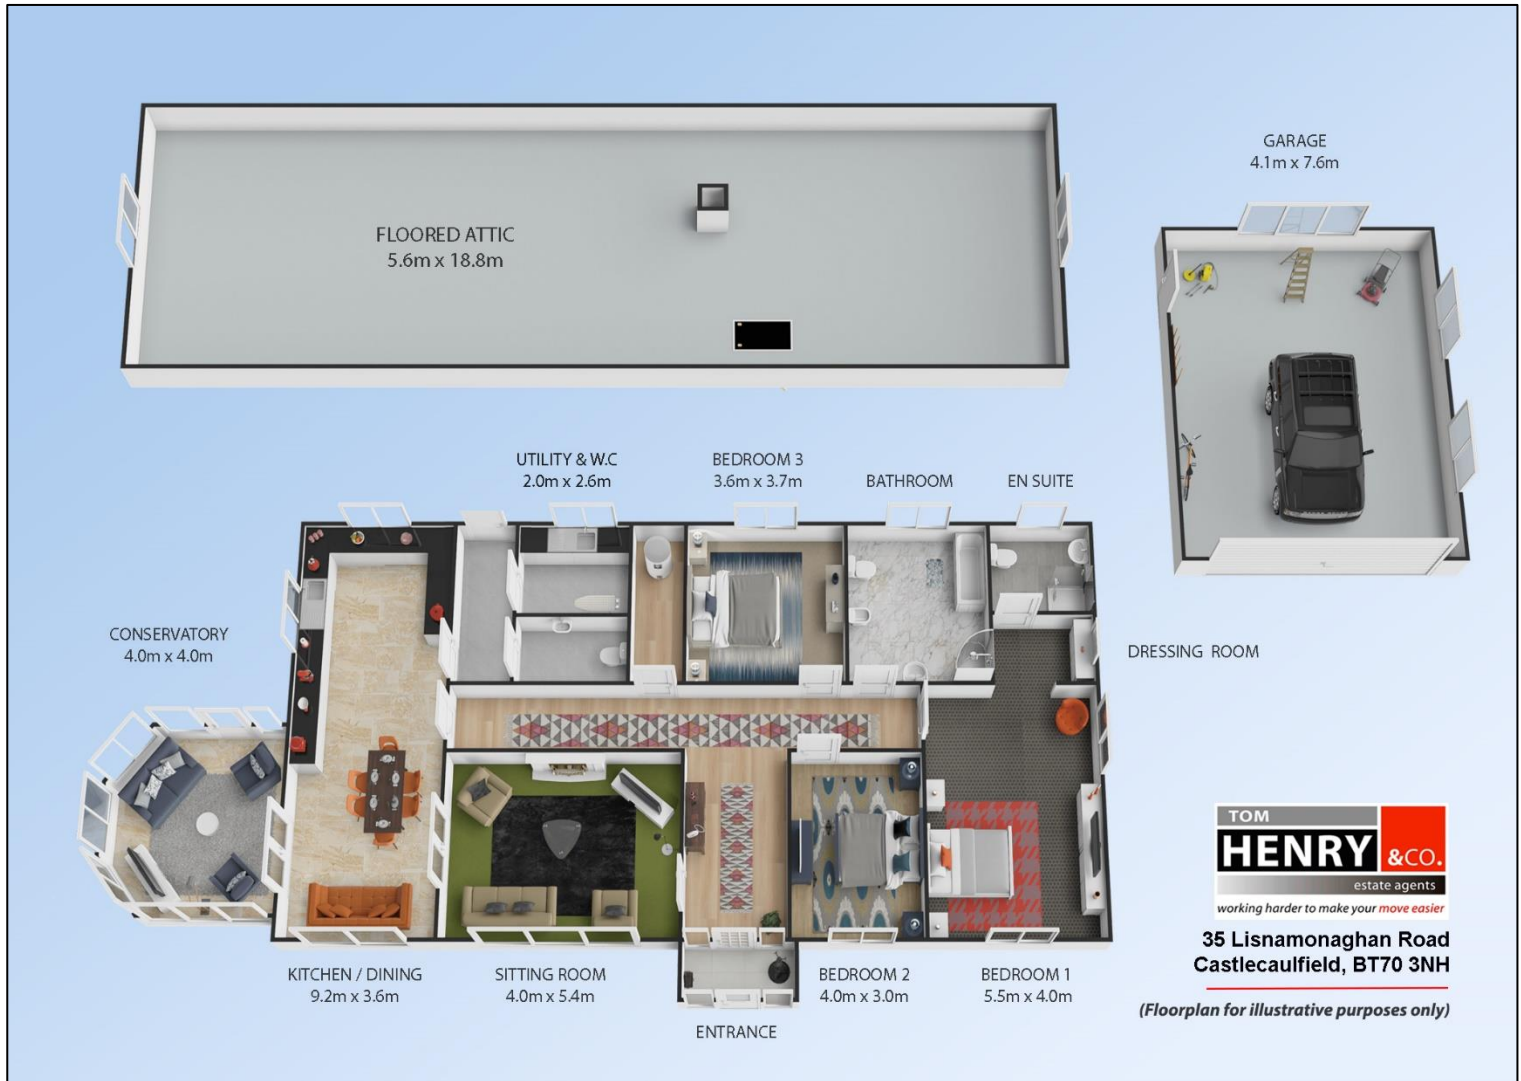 FLOORED ATTIC
5.6m x 18.8m
GARAGE
4.1m x 7.6m
UTILITY & W.C
2.0m x 2.6m
BEDROOM 3
3.6m x 3.7m
BATHROOM
EN SUITE
CONSERVATORY
4.0m x 4.0m
DRESSING ROOM
KITCHEN / DINING
9.2m x 3.6m
SITTING ROOM
4.0m x 5.4m
ENTRANCE
BEDROOM 2
4.0m x 3.0m
BEDROOM 1
5.5m x 4.0m
TOM
HENRY &CO.
estate agents
working harder to make your move easier
35 Lisnamonaghan Road
Castlecaulfield, BT70 3NH
(Floorplan for illustrative purposes only)